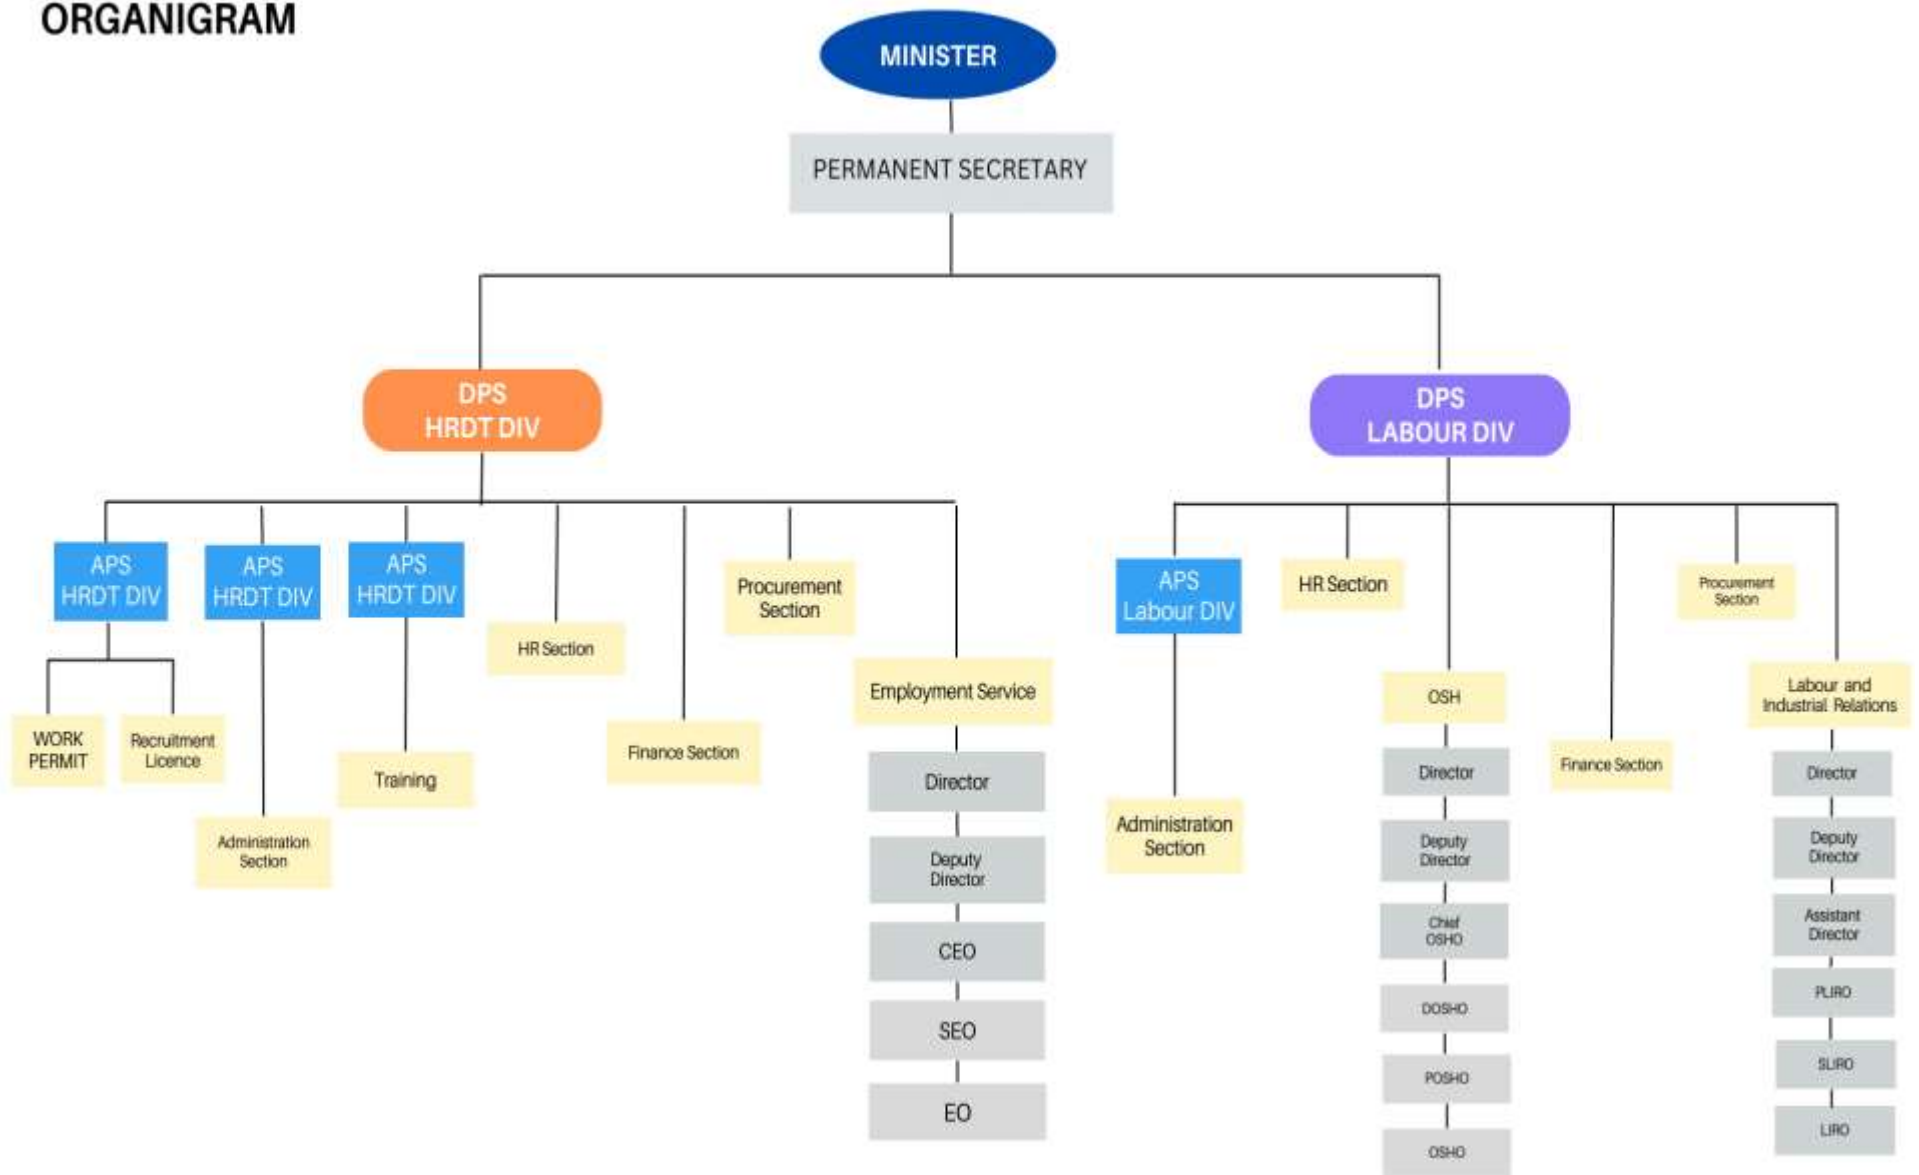 ORGANIGRAM
MINISTER
PERMANENT SECRETARY
DPS
HRDT DIV
DPS
LABOUR DIV
APS
HRDT DIV
APS
HRDT DIV
APS
HRDT DIV
HR Section
Procurement
Section
APS
Labour DIV
HR Section
Procurement
Section
WORK
PERMIT
Recruitment
Licence
Administration
Section
Training
Finance Section
Employment Service
Director
Deputy
Director
CEO
SEO
EO
Administration
Section
OSH
Director
Deputy
Director
Chief
OSHO
DOSHO
POSHO
OSHO
Finance Section
Labour and
Industrial Relations
Director
Deputy
Director
Assistant
Director
PLIRO
SLIRO
LIRO